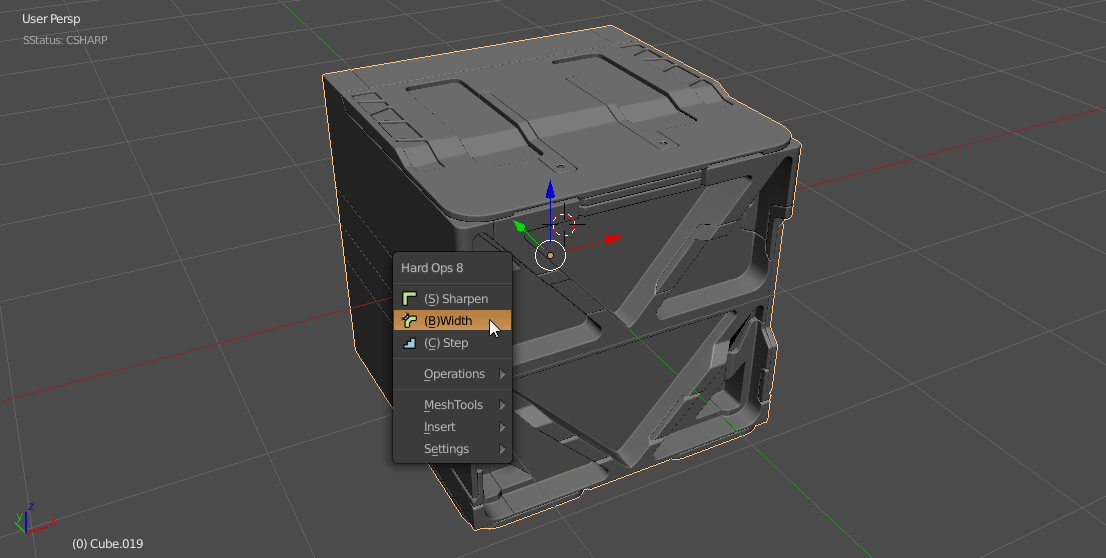 User Persp
SStatus: CSHARP
Hard Ops 8
(S) Sharpen
(B)Width
(C) Step
Operations
MeshTools
Insert
Settings
z
y
x
(0) Cube.019